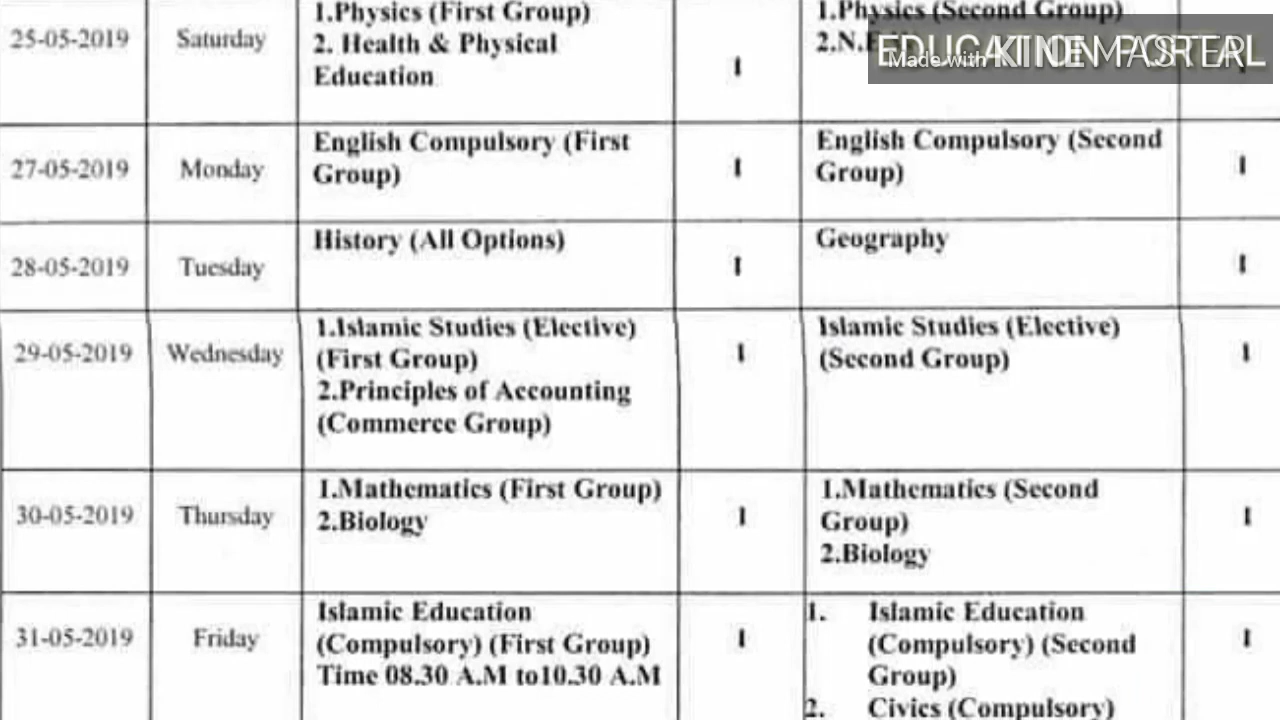 25-05-2019 Saturday 1.Physics (First Group) 1.Physics (Second Group)
2. Health & Physical 2.N.
Education I
EDUCATION PORTAL
Made with KINEMASTER
27-05-2019 Monday English Compulsory (First I English Compulsory (Second I
Group) Group)
28-05-2019 Tuesday History (All Options) I Geography I
29-05-2019 Wednesday 1.Islamic Studies (Elective) I Islamic Studies (Elective) I
(First Group) (Second Group)
2.Principles of Accounting
(Commerce Group)
30-05-2019 Thursday 1.Mathematics (First Group) I 1.Mathematics (Second I
2.Biology Group)
2.Biology
31-05-2019 Friday Islamic Education I 1. Islamic Education I
(Compulsory) (First Group) (Compulsory) (Second
Time 08.30 A.M to10.30 A.M Group)
2. Civics (Compulsory)